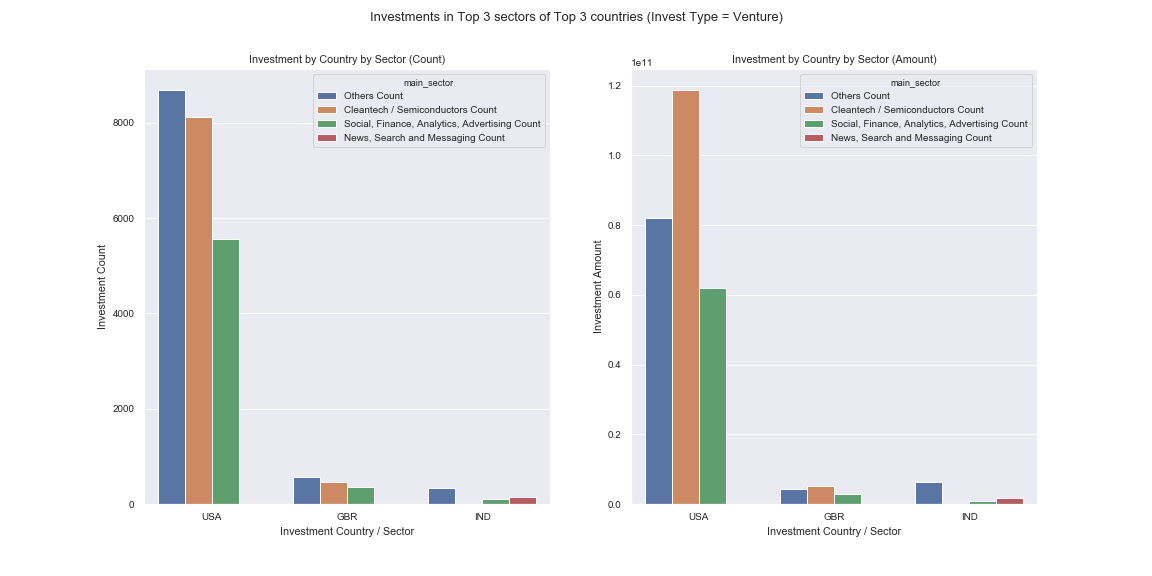 Investments in Top 3 sectors of Top 3 countries (Invest Type = Venture)
Investment by Country by Sector (Count)
main_sector
Others Count
Cleantech / Semiconductors Count
Social, Finance, Analytics, Advertising Count
News, Search and Messaging Count
8000
6000
4000
2000
0
Investment Count
USA
GBR
IND
Investment Country / Sector
Investment by Country by Sector (Amount)
1e11
main_sector
Others Count
Cleantech / Semiconductors Count
Social, Finance, Analytics, Advertising Count
News, Search and Messaging Count
1.2
1.0
0.8
0.6
0.4
0.2
0.0
Investment Amount
USA
GBR
IND
Investment Country / Sector